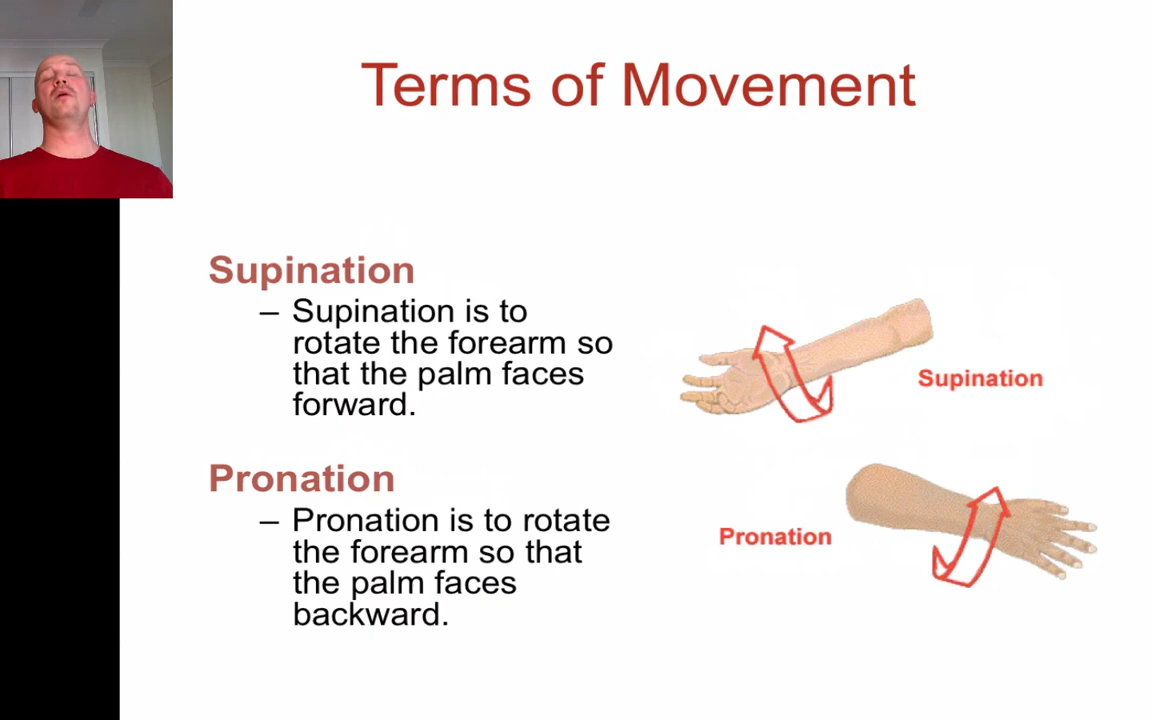 Terms of Movement
Supination
– Supination is to
rotate the forearm so
that the palm faces
forward.
Supination
Pronation
– Pronation is to rotate
the forearm so that
the palm faces
backward.
Pronation